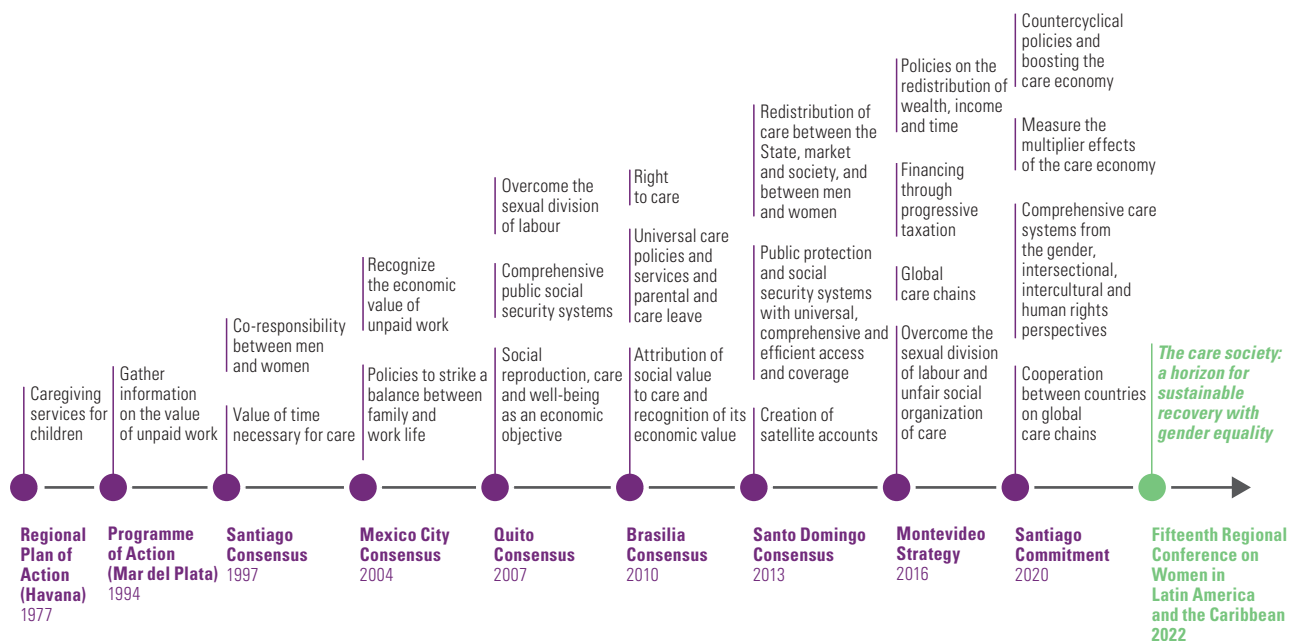 Caregiving
services for
children
Regional
Plan of
Action
(Havana)
1977
Gather
information
on the value
of unpaid work
Programme
of Action
(Mar del Plata)
1994
Co-responsibility
between men
and women
Value of time
necessary for care
Santiago
Consensus
1997
Recognize
the economic
value of
unpaid work
Policies to strike a
balance between
family and
work life
Mexico City
Consensus
2004
Overcome the
sexual division
of labour
Comprehensive
public social
security systems
Social
reproduction, care
and well-being
as an economic
objective
Quito
Consensus
2007
Right
to care
Universal care
policies and
services and
parental and
care leave
Attribution of
social value
to care and
recognition of its
economic value
Brasilia
Consensus
2010
Redistribution of
care between the
State, market
and society, and
between men
and women
Public protection
and social
security systems
with universal,
comprehensive and
efficient access
and coverage
Creation of
satellite accounts
Santo Domingo
Consensus
2013
Policies on the
redistribution of
wealth, income
and time
Financing
through
progressive
taxation
Global
care chains
Overcome the
sexual division
of labour and
unfair social
organization
of care
Montevideo
Strategy
2016
Countercyclical
policies and
boosting the
care economy
Measure the
multiplier effects
of the care economy
Comprehensive care
systems from
the gender,
intersectional,
intercultural and
human rights
perspectives
Cooperation
between countries
on global
care chains
Santiago
Commitment
2020
The care society:
a horizon for
sustainable
recovery with
gender equality
Fifteenth Regional
Conference on
Women in
Latin America
and the Caribbean
2022